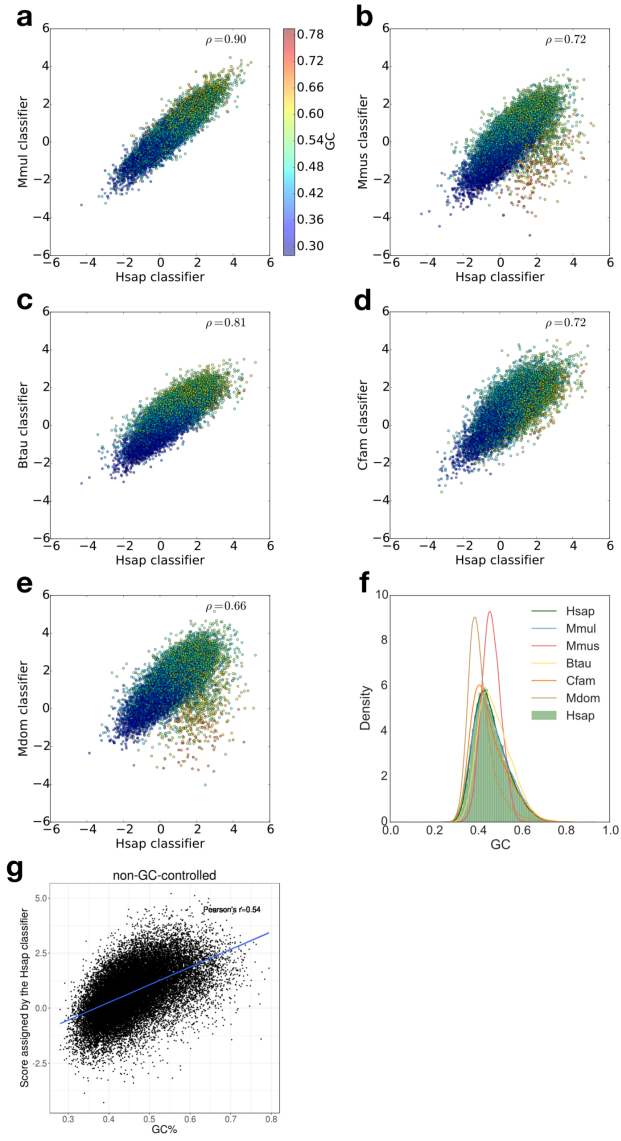 a
ρ=0.90
Mmul classifier
6
4
2
0
−2
−4
−6
−6 −4 −2 0 2 4 6
Hsap classifier
0.78
0.72
0.66
0.60
0.54
0.48
0.42
0.36
0.30
GC
b
ρ=0.72
Mmus classifier
6
4
2
0
−2
−4
−6
−6 −4 −2 0 2 4 6
Hsap classifier
c
ρ=0.81
Btau classifier
6
4
2
0
−2
−4
−6
−6 −4 −2 0 2 4 6
Hsap classifier
d
ρ=0.72
Cfam classifier
6
4
2
0
−2
−4
−6
−6 −4 −2 0 2 4 6
Hsap classifier
e
ρ=0.66
Mdom classifier
6
4
2
0
−2
−4
−6
−6 −4 −2 0 2 4 6
Hsap classifier
f
Density
10
8
6
4
2
0
Hsap
Mmul
Mmus
Btau
Cfam
Mdom
Hsap
0.0 0.2 0.4 0.6 0.8 1.0
GC
g
non-GC-controlled
Pearson's r=0.54
Score assigned by the Hsap classifier
5.0
2.5
0.0
-2.5
0.3 0.4 0.5 0.6 0.7 0.8
GC%